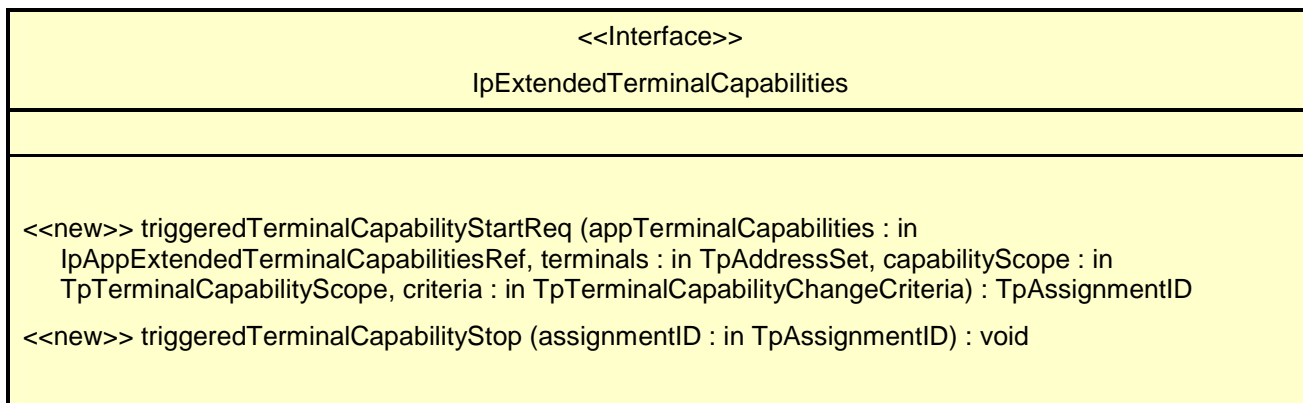 <<Interface>>
IpExtendedTerminalCapabilities
<<new>> triggeredTerminalCapabilityStartReq (appTerminalCapabilities : in
IpAppExtendedTerminalCapabilitiesRef, terminals : in TpAddressSet, capabilityScope : in
TpTerminalCapabilityScope, criteria : in TpTerminalCapabilityChangeCriteria) : TpAssignmentID
<<new>> triggeredTerminalCapabilityStop (assignmentID : in TpAssignmentID) : void